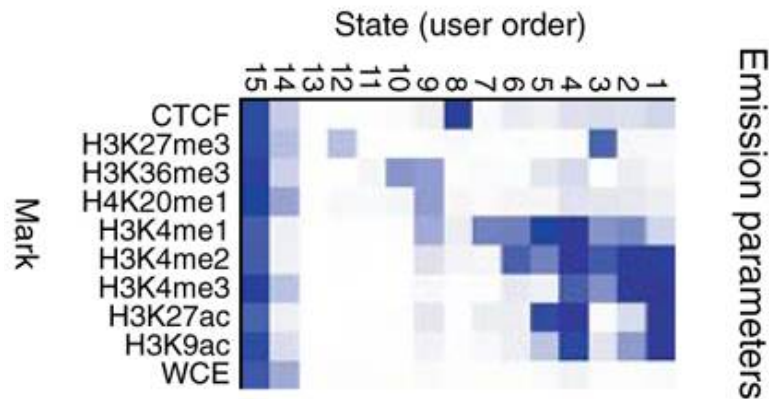 State (user order)
15 14 13 12 11 10 9 8 7 6 5 4 3 2 1
CTCF
H3K27me3
H3K36me3
H4K20me1
H3K4me1
H3K4me2
H3K4me3
H3K27ac
H3K9ac
WCE
Mark
Emission parameters